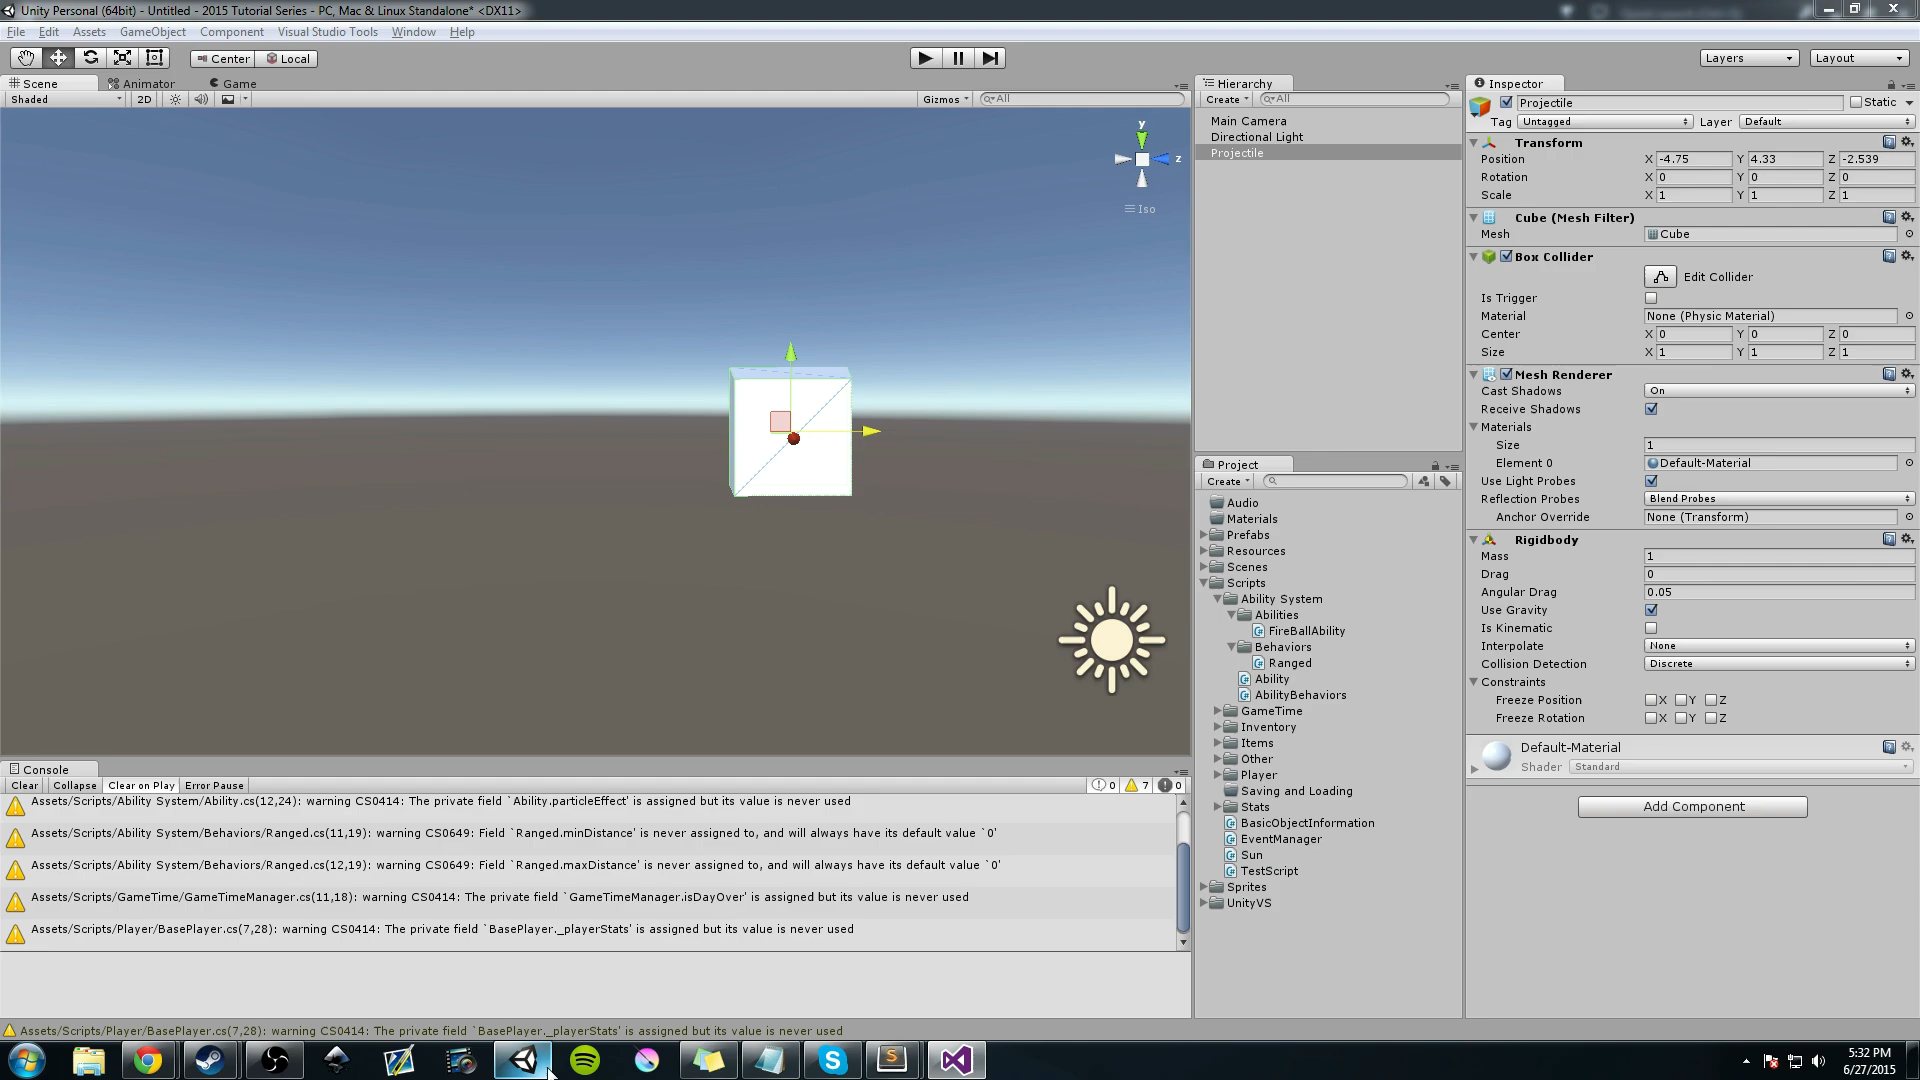 Unity Personal (64bit) - Untitled - 2015 Tutorial Series - PC, Mac & Linux Standalone* <DX11>
File Edit Assets GameObject Component Visual Studio Tools Window Help
Center Local Layers Layout
Scene Animator Game
Shaded 2D Gizmos All
y
z
Iso
Hierarchy
Create All
Main Camera
Directional Light
Projectile
Project
Create
Audio
Materials
Prefabs
Resources
Scenes
Scripts
Ability System
Abilities
FireBallAbility
Behaviors
Ranged
Ability
AbilityBehaviors
GameTime
Inventory
Items
Other
Player
Saving and Loading
Stats
BasicObjectInformation
EventManager
Sun
TestScript
Sprites
UnityVS
Inspector
Projectile Static
Tag Untagged Layer Default
Transform
Position X -4.75 Y 4.33 Z -2.539
Rotation X 0 Y 0 Z 0
Scale X 1 Y 1 Z 1
Cube (Mesh Filter)
Mesh Cube
Box Collider
Edit Collider
Is Trigger
Material None (Physic Material)
Center X 0 Y 0 Z 0
Size X 1 Y 1 Z 1
Mesh Renderer
Cast Shadows On
Receive Shadows
Materials
Size 1
Element 0 Default-Material
Use Light Probes
Reflection Probes Blend Probes
Anchor Override None (Transform)
Rigidbody
Mass 1
Drag 0
Angular Drag 0.05
Use Gravity
Is Kinematic
Interpolate None
Collision Detection Discrete
Constraints
Freeze Position X Y Z
Freeze Rotation X Y Z
Default-Material
Shader Standard
Add Component
Console
Clear Collapse Clear on Play Error Pause 0 7 0
Assets/Scripts/Ability System/Ability.cs(12,24): warning CS0414: The private field `Ability.particleEffect' is assigned but its value is never used
Assets/Scripts/Ability System/Behaviors/Ranged.cs(11,19): warning CS0649: Field `Ranged.minDistance' is never assigned to, and will always have its default value `0'
Assets/Scripts/Ability System/Behaviors/Ranged.cs(12,19): warning CS0649: Field `Ranged.maxDistance' is never assigned to, and will always have its default value `0'
Assets/Scripts/GameTime/GameTimeManager.cs(11,18): warning CS0414: The private field `GameTimeManager.isDayOver' is assigned but its value is never used
Assets/Scripts/Player/BasePlayer.cs(7,28): warning CS0414: The private field `BasePlayer._playerStats' is assigned but its value is never used
Assets/Scripts/Player/BasePlayer.cs(7,28): warning CS0414: The private field `BasePlayer._playerStats' is assigned but its value is never used
5:32 PM
6/27/2015